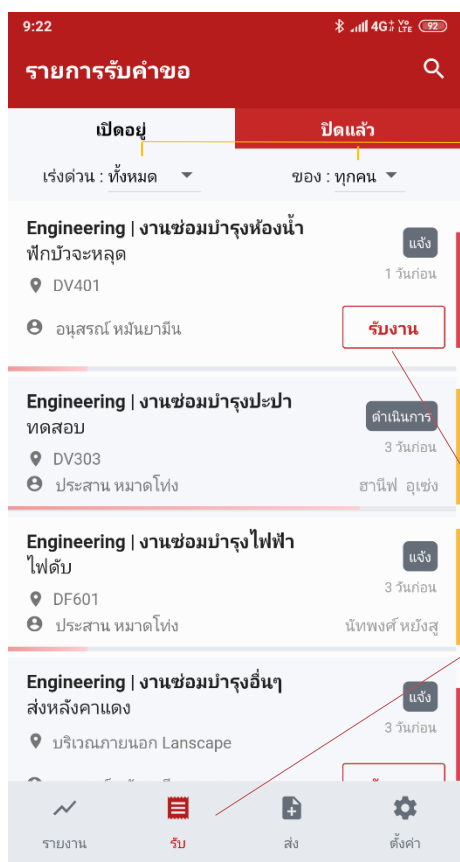 9:22
4G+ Vo LTE 92
รายการรับคำขอ
เปิดอยู่ ปิดแล้ว
เร่งด่วน : ทั้งหมด ของ : ทุกคน
Engineering | งานซ่อมบำรุงห้องน้ำ
ฟักบัวจะหลุด
แจ้ง
1 วันก่อน
DV401
อนุสรณ์ หมันยามีน
รับงาน
Engineering | งานซ่อมบำรุงปะปา
ทดสอบ
ดำเนินการ
3 วันก่อน
DV303
ประสาน หมาดโท่ง ฮานีฟ อุเซ่ง
Engineering | งานซ่อมบำรุงไฟฟ้า
ไฟดับ
แจ้ง
3 วันก่อน
DF601
ประสาน หมาดโท่ง นัทพงศ์ หยังสู
Engineering | งานซ่อมบำรุงอื่นๆ
ส่งหลังคาแดง
แจ้ง
3 วันก่อน
บริเวณภายนอก Lanscape
รายงาน รับ ส่ง ตั้งค่า